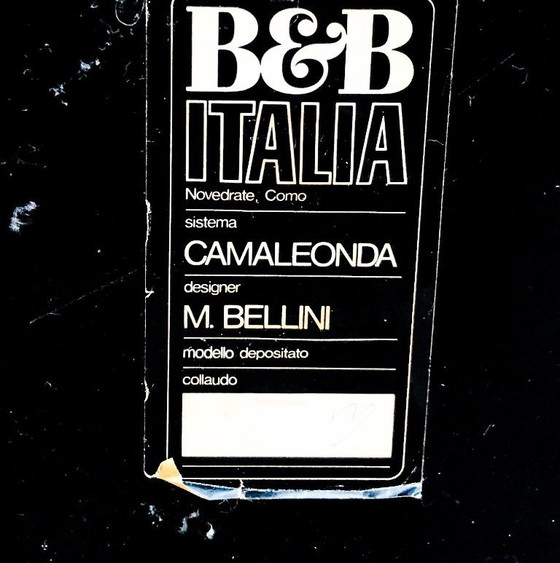 B&B
ITALIA
Novedrate, Como
sistema
CAMALEONDA
designer
M. BELLINI
modello depositato
collaudo